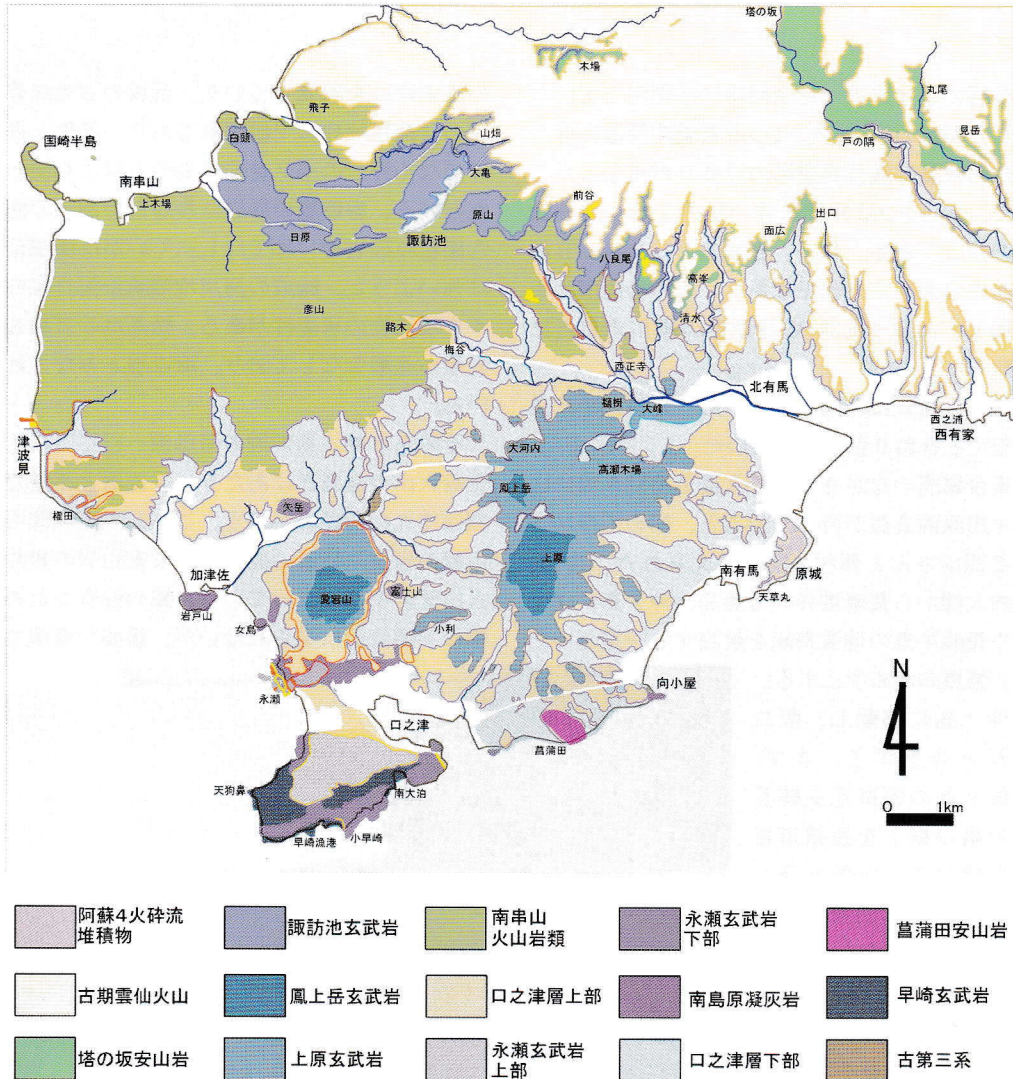 塔の坂
木場
丸尾
飛子
白頭
山畑
見岳
戸の隅
国崎半島
大亀
南串山
前谷
上木場
原山
出口
面広
日原
諏訪池
八良尾
高峯
彦山
清水
路木
梅谷
西正寺
北有馬
大峰
西之浦
西有家
津波見
大河内
高瀬木場
鳳上岳
権田
矢岳
上原
加津佐
南有馬
原城
愛宕山
富士山
天草丸
岩戸山
女島
小利
向小屋
N
永瀬
口之津
菖蒲田
天狗鼻
南大泊
0 1km
早崎漁港
小早崎
阿蘇4火砕流
堆積物
諏訪池玄武岩
南串山
火山岩類
永瀬玄武岩
下部
菖蒲田安山岩
古期雲仙火山
鳳上岳玄武岩
口之津層上部
南島原凝灰岩
早崎玄武岩
塔の坂安山岩
上原玄武岩
永瀬玄武岩
上部
口之津層下部
古第三系